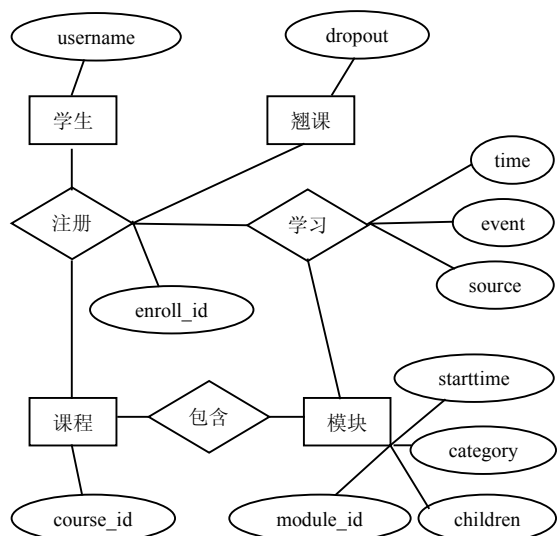 username
dropout
学生
翘课
time
注册
学习
event
source
enroll_id
starttime
课程
包含
模块
category
course_id
module_id
children